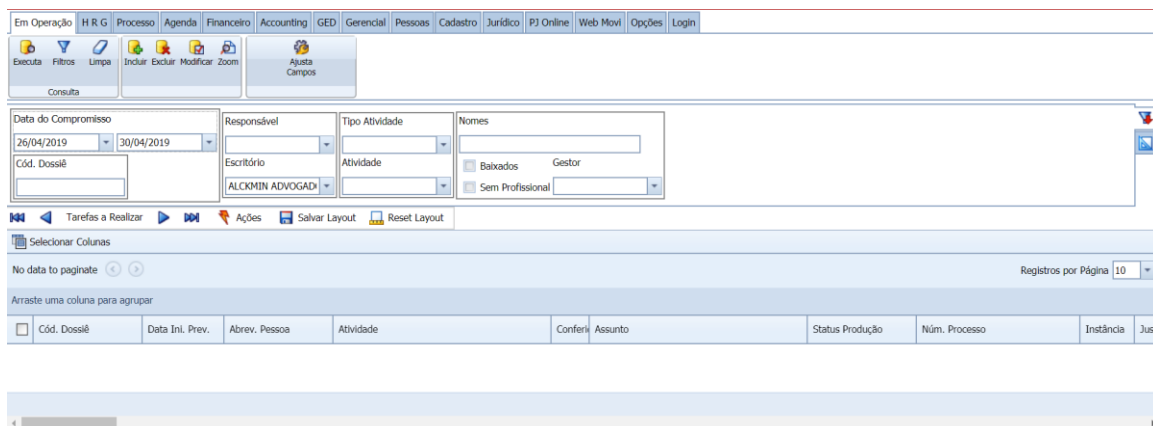 Em Operação H R G Processo Agenda Financeiro Accounting GED Gerencial Pessoas Cadastro Jurídico PJ Online Web Movi Opções Login
Executa Filtros Limpa Incluir Excluir Modificar Zoom Ajusta Campos
Consulta
Data do Compromisso Responsável Tipo Atividade Nomes
26/04/2019 30/04/2019
Cód. Dossiê Escritório Atividade Baixados Gestor
ALCKMIN ADVOGAD Sem Profissional
Tarefas a Realizar Ações Salvar Layout Reset Layout
Selecionar Colunas
No data to paginate Registros por Página 10
Arraste uma coluna para agrupar
Cód. Dossiê Data Ini. Prev. Abrev. Pessoa Atividade Conferi Assunto Status Produção Núm. Processo Instância Jus